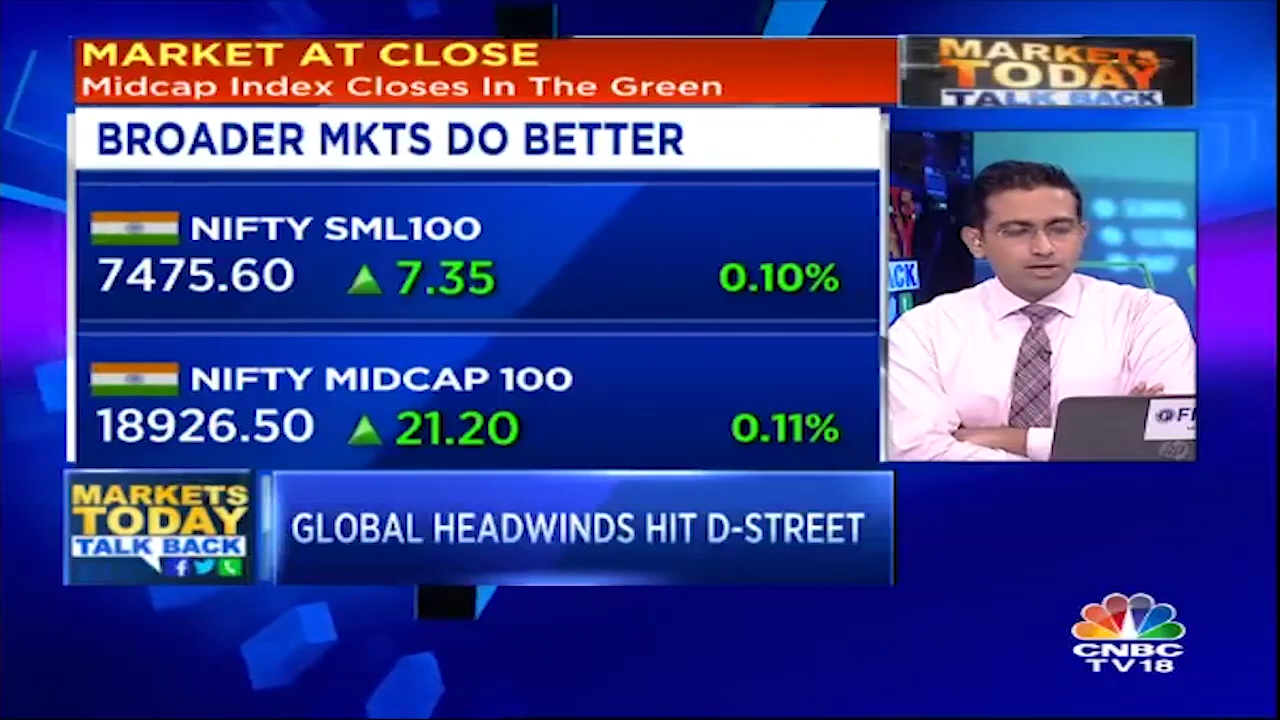 MARKET AT CLOSE
Midcap Index Closes In The Green
MARKETS
TODAY
TALK BACK
BROADER MKTS DO BETTER
NIFTY SML100
7475.60 ▲ 7.35 0.10%
NIFTY MIDCAP 100
18926.50 ▲ 21.20 0.11%
ACK
hp
MARKETS
TODAY
TALK BACK
GLOBAL HEADWINDS HIT D-STREET
CNBC
TV18